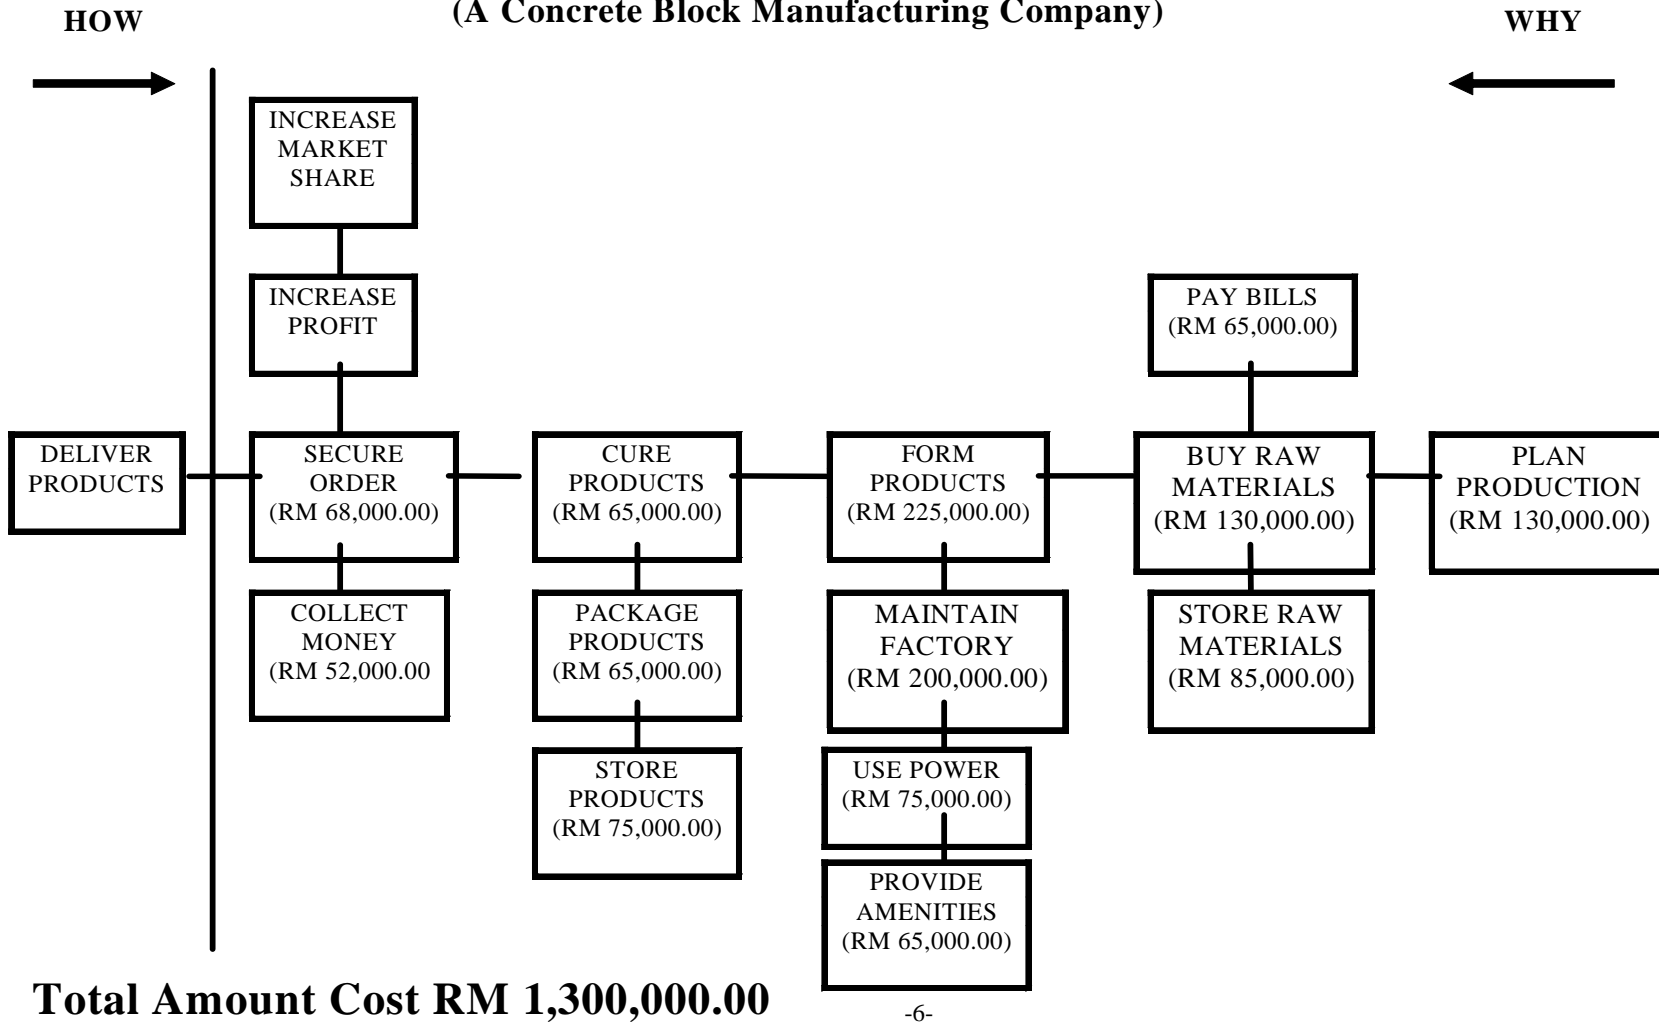 (A Concrete Block Manufacturing Company)
HOW
WHY
INCREASE
MARKET
SHARE
INCREASE
PROFIT
PAY BILLS
(RM 65,000.00)
DELIVER
PRODUCTS
SECURE
ORDER
(RM 68,000.00)
CURE
PRODUCTS
(RM 65,000.00)
FORM
PRODUCTS
(RM 225,000.00)
BUY RAW
MATERIALS
(RM 130,000.00)
PLAN
PRODUCTION
(RM 130,000.00)
COLLECT
MONEY
(RM 52,000.00
PACKAGE
PRODUCTS
(RM 65,000.00)
MAINTAIN
FACTORY
(RM 200,000.00)
STORE RAW
MATERIALS
(RM 85,000.00)
STORE
PRODUCTS
(RM 75,000.00)
USE POWER
(RM 75,000.00)
PROVIDE
AMENITIES
(RM 65,000.00)
Total Amount Cost RM 1,300,000.00
-6-